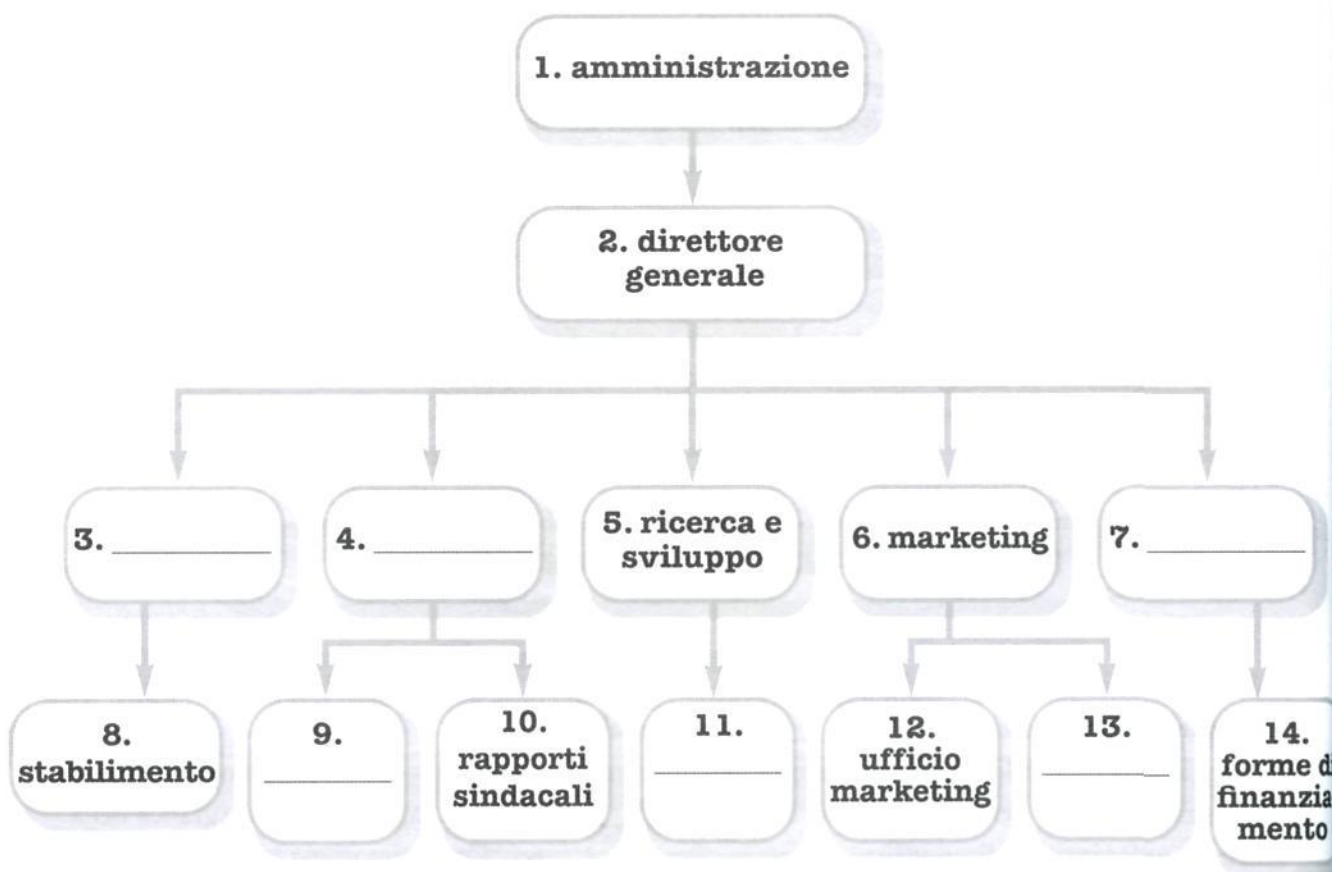 1. amministrazione
2. direttore
generale
3. __________
4. __________
5. ricerca e
sviluppo
6. marketing
7. __________
8.
stabilimento
9.
________
10.
rapporti
sindacali
11.
________
12.
ufficio
marketing
13.
________
14.
forme di
finanzia
mento